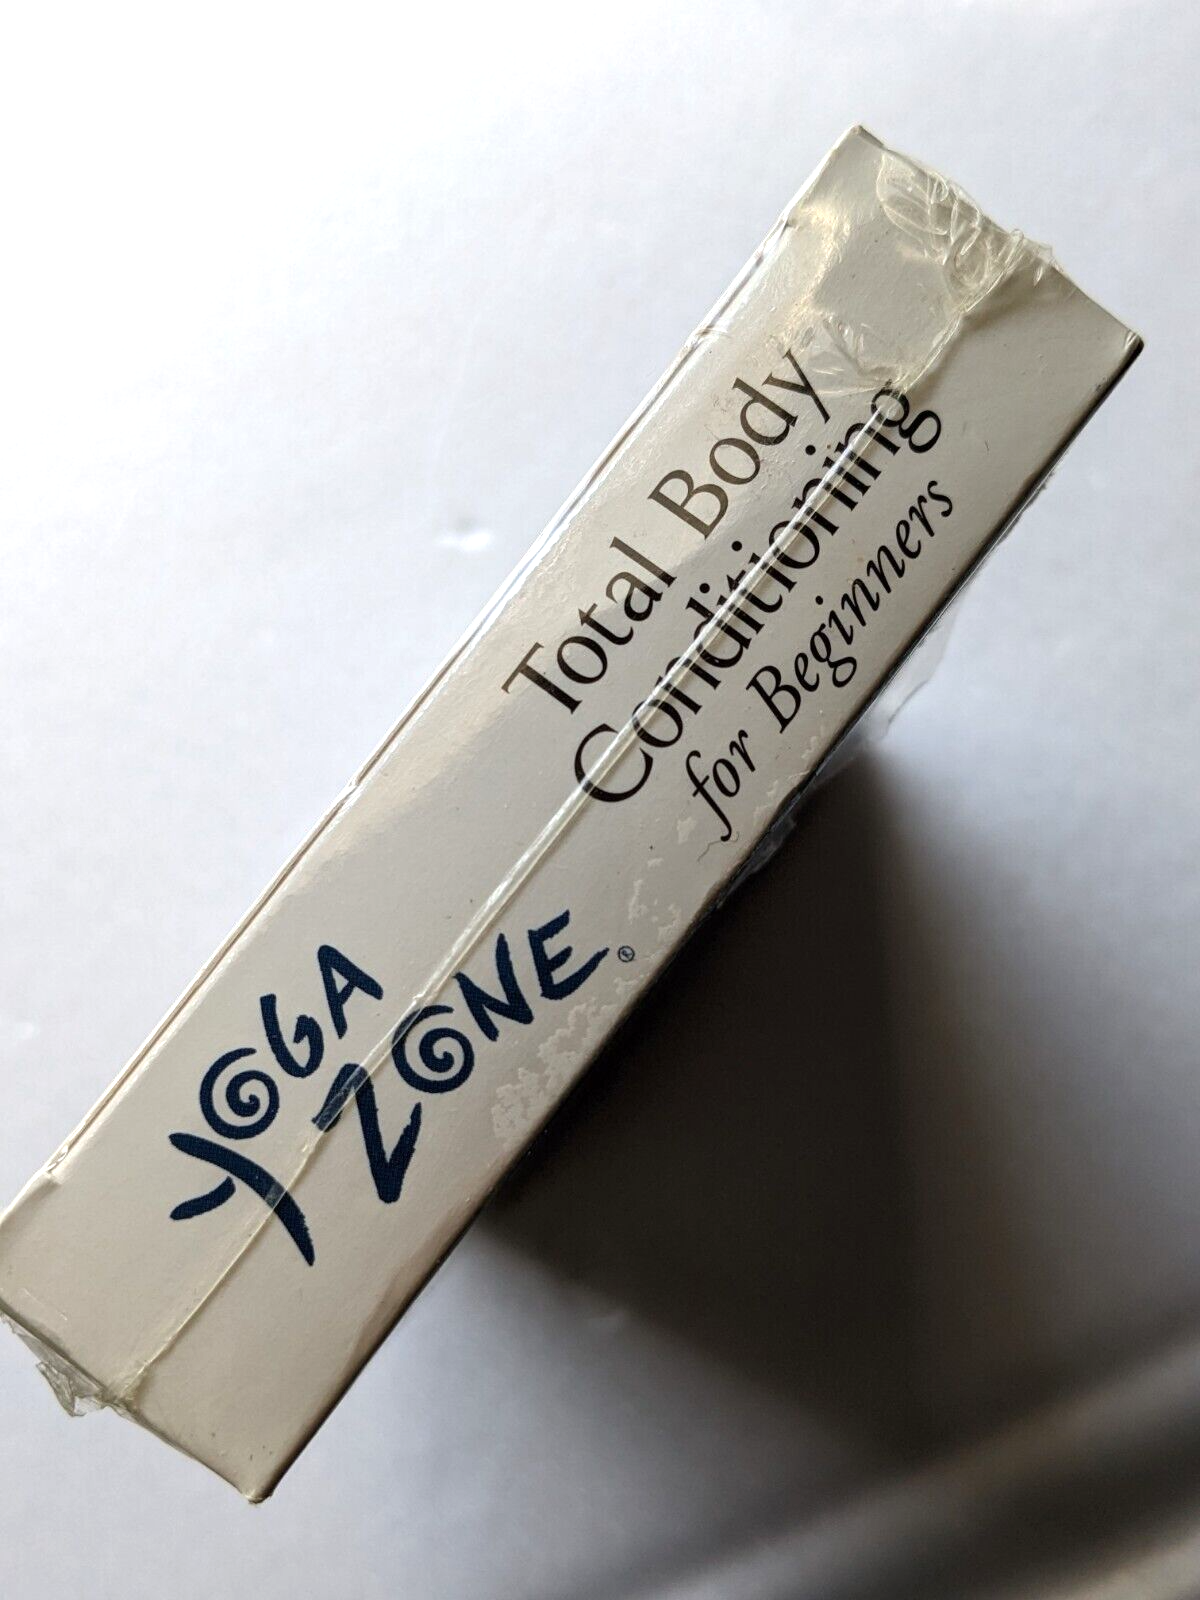 YOGA
ZONE®
Total Body
Conditioning
for Beginners